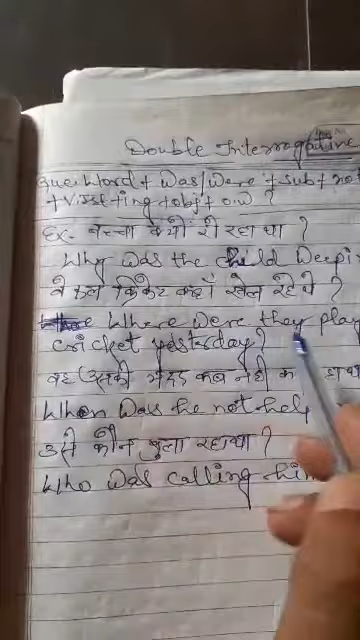 Double Interrogative
Que. Word + was/were + sub + not
+ V1st + ing + obj + o.w ?
Ex- बच्चा क्यों रो रहा था ?
Why was the child weepi
वे कल क्रिकेट कहाँ खेल रहे थे ?
Where were they play
cricket yesterday?
वह उसकी मदद कब नही क
When was he not help
उसे कौन बुला रहा था ?
Who was calling him